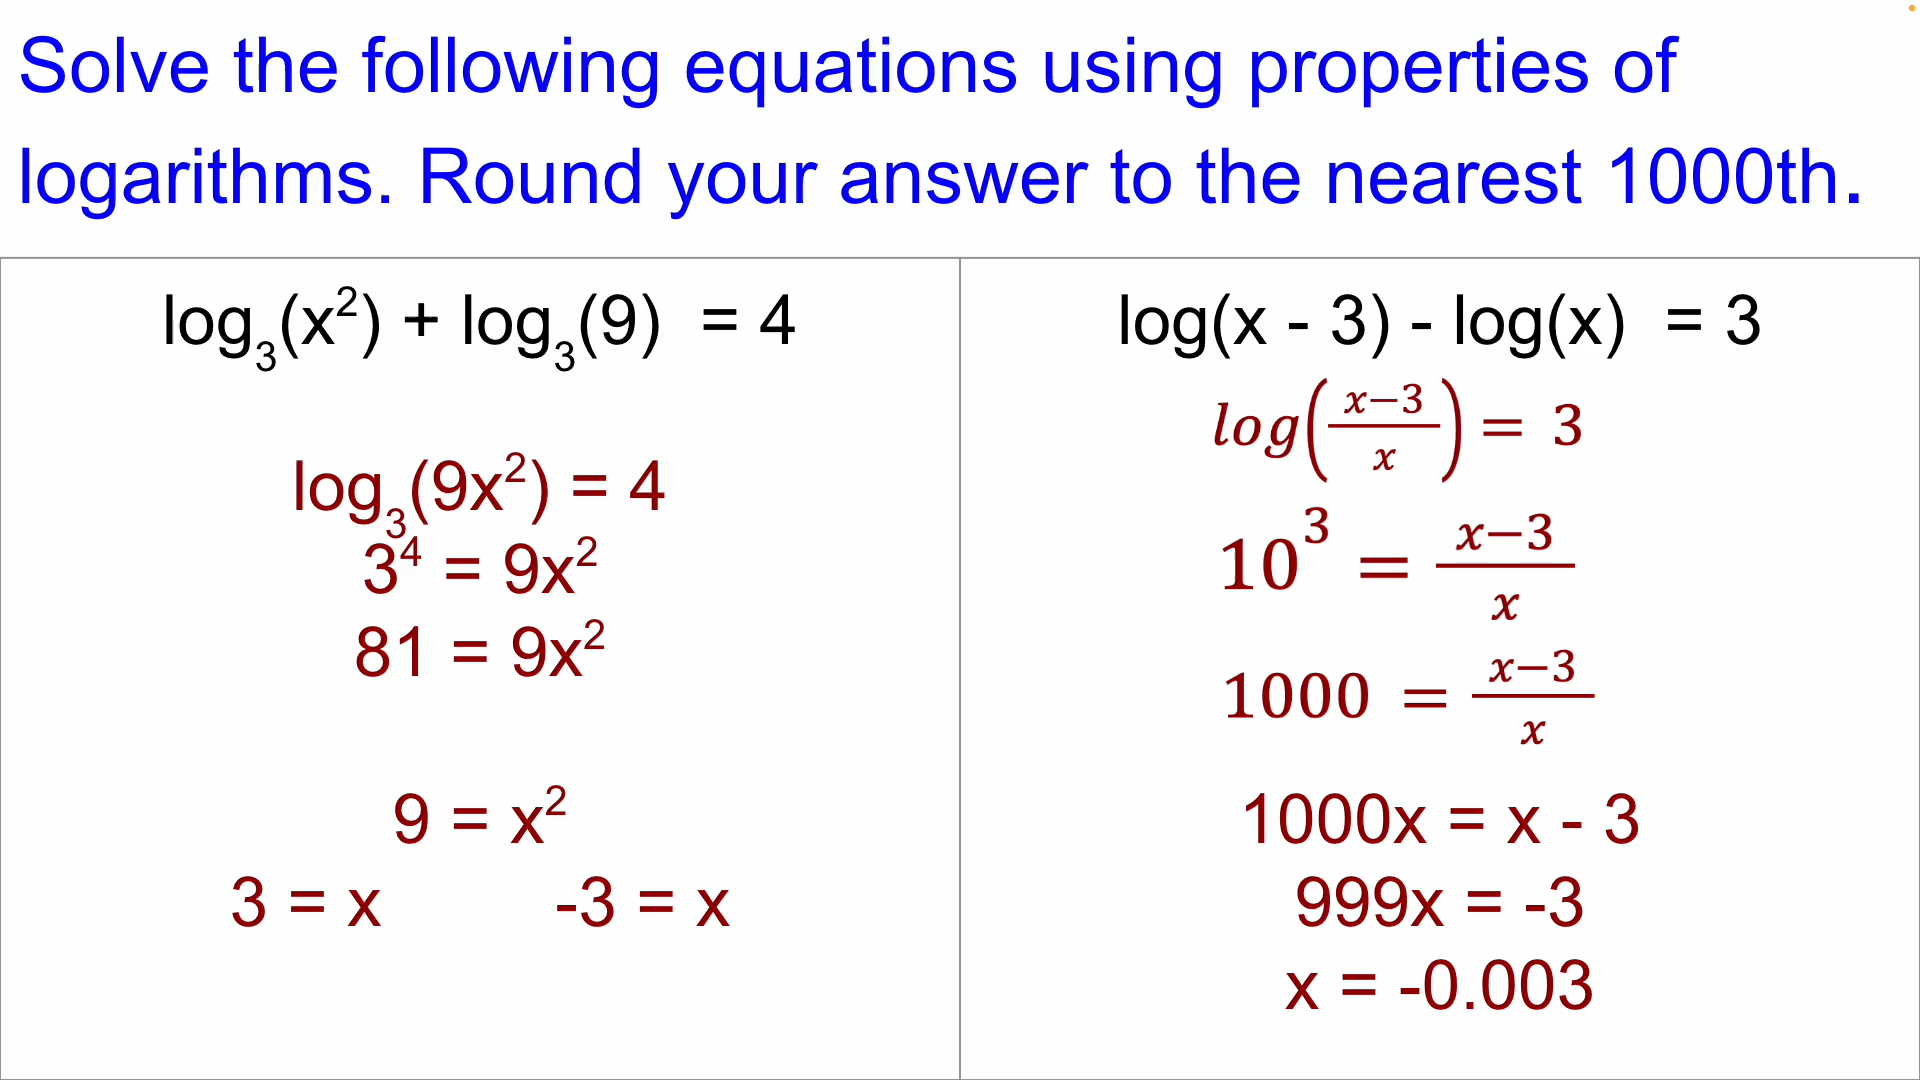 Solve the following equations using properties of
logarithms. Round your answer to the nearest 1000th.
log₃(x²) + log₃(9) = 4
log₃(9x²) = 4
3⁴ = 9x²
81 = 9x²
9 = x²
3 = x -3 = x
log(x - 3) - log(x) = 3
log((x−3)/x) = 3
10³ = (x−3)/x
1000 = (x−3)/x
1000x = x - 3
999x = -3
x = -0.003